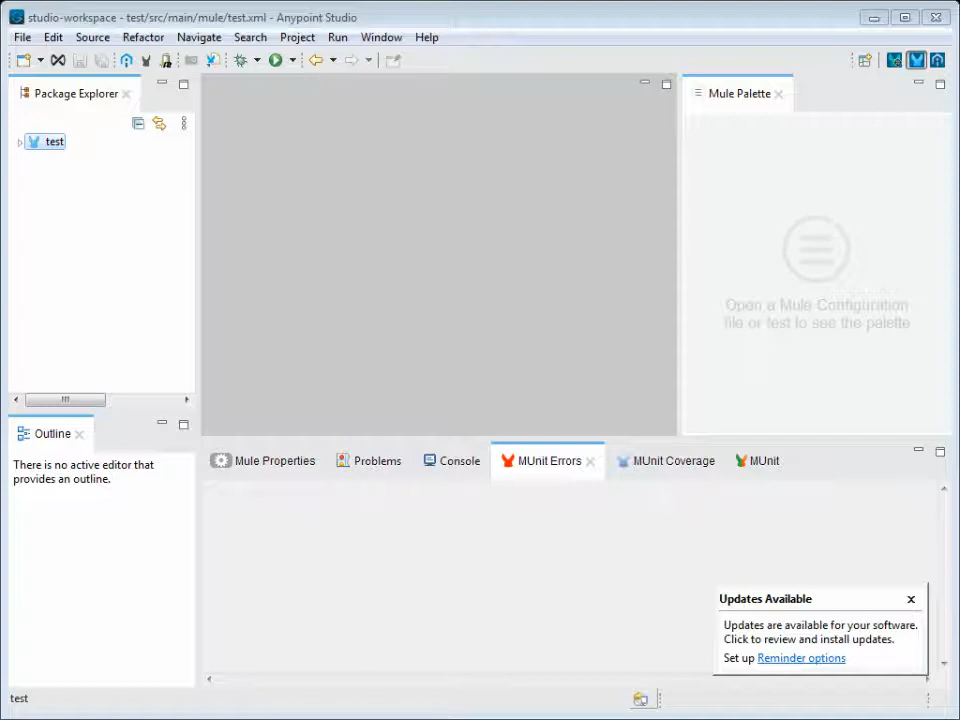 studio-workspace - test/src/main/mule/test.xml - Anypoint Studio
File Edit Source Refactor Navigate Search Project Run Window Help
Package Explorer
Mule Palette
test
Open a Mule Configuration
file or test to see the palette
Outline
There is no active editor that
provides an outline.
Mule Properties Problems Console MUnit Errors MUnit Coverage MUnit
Updates Available
Updates are available for your software.
Click to review and install updates.
Set up Reminder options
test